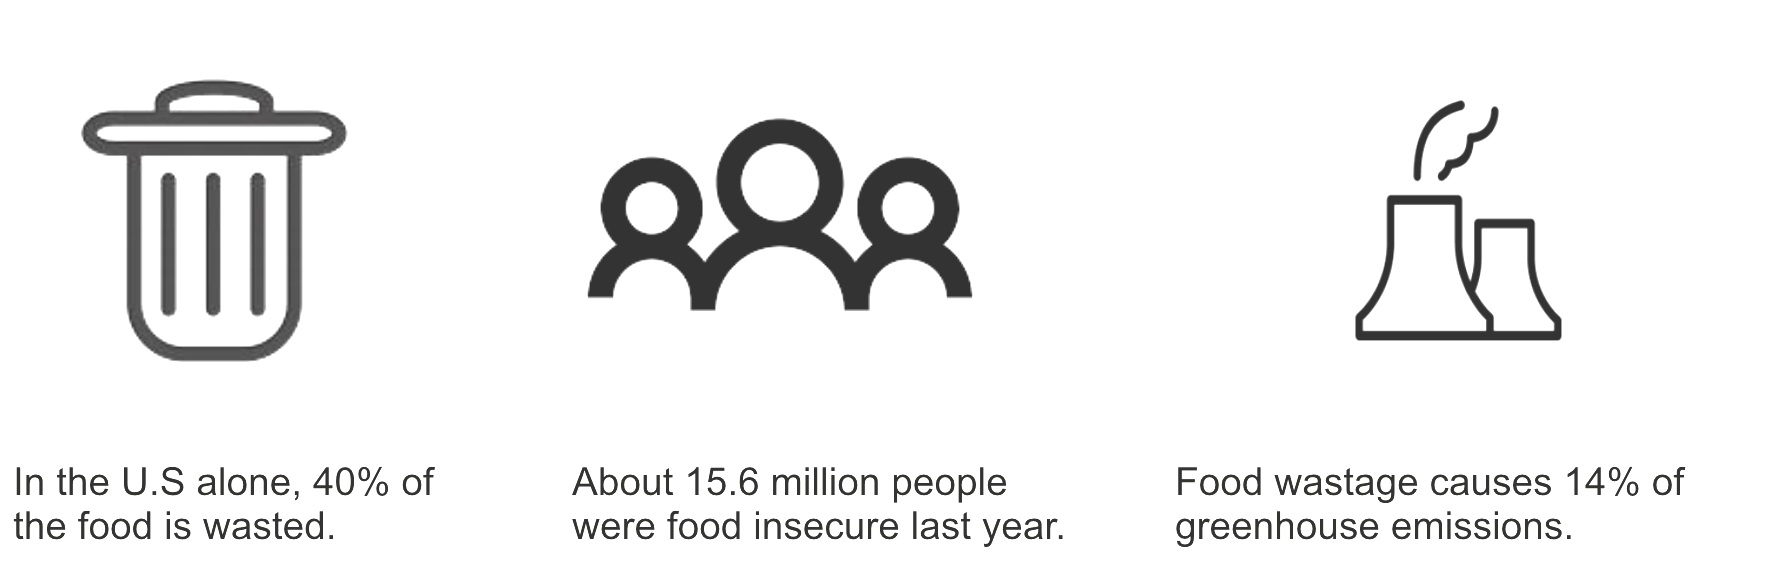 In the U.S alone, 40% of
the food is wasted.
About 15.6 million people
were food insecure last year.
Food wastage causes 14% of
greenhouse emissions.